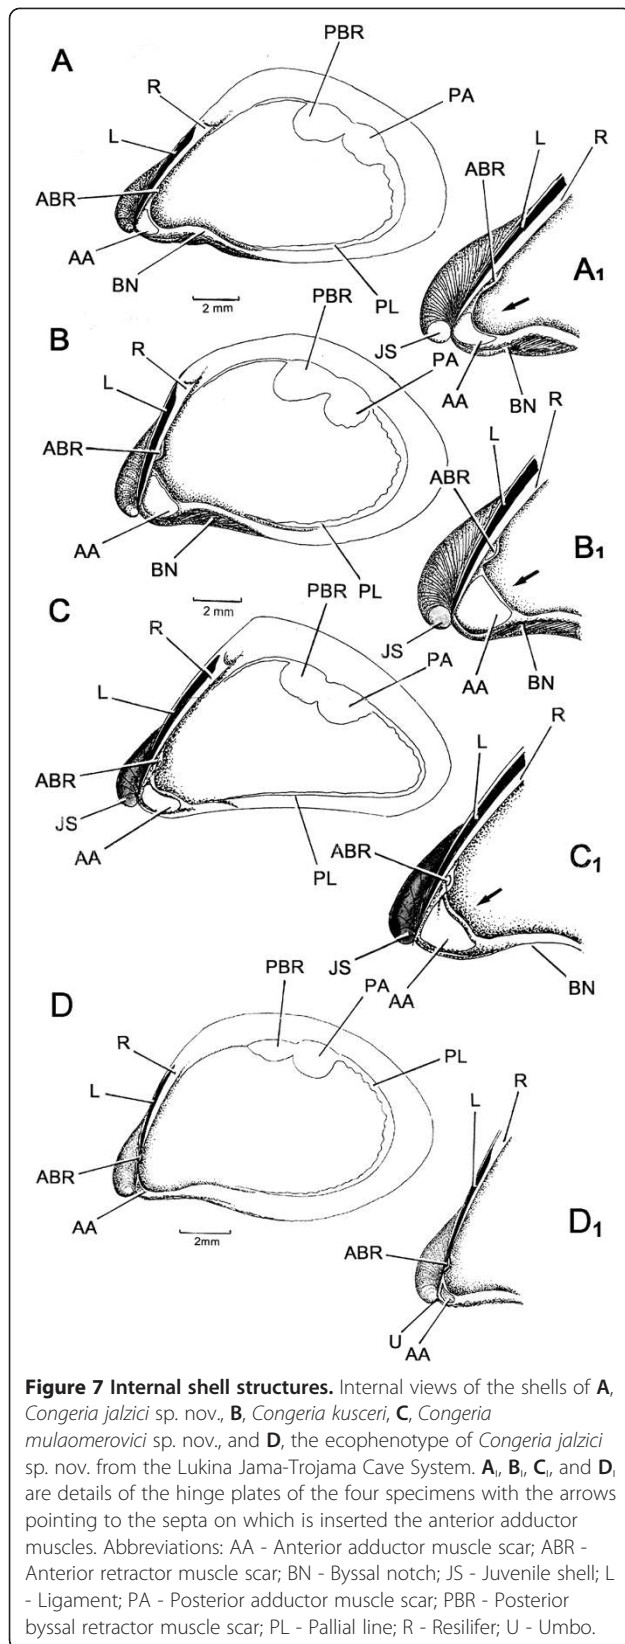 A
PBR
R
PA
L
ABR
AA
BN
PL
2 mm
L
R
ABR
A1
JS
AA
BN
B
PBR
R
PA
L
ABR
AA
BN
PL
2 mm
R
L
ABR
B1
JS
AA
BN
C
PBR
R
PA
L
ABR
JS
AA
PL
R
L
ABR
C1
JS
AA
BN
D
PBR
PA
R
PL
L
ABR
AA
2mm
L
R
D1
ABR
U
AA
Figure 7 Internal shell structures. Internal views of the shells of A,
Congeria jalzici sp. nov., B, Congeria kusceri, C, Congeria
mulaomerovici sp. nov., and D, the ecophenotype of Congeria jalzici
sp. nov. from the Lukina Jama-Trojama Cave System. Aı, Bı, Cı, and Dı
are details of the hinge plates of the four specimens with the arrows
pointing to the septa on which is inserted the anterior adductor
muscles. Abbreviations: AA - Anterior adductor muscle scar; ABR -
Anterior retractor muscle scar; BN - Byssal notch; JS - Juvenile shell; L
- Ligament; PA - Posterior adductor muscle scar; PBR - Posterior
byssal retractor muscle scar; PL - Pallial line; R - Resilifer; U - Umbo.